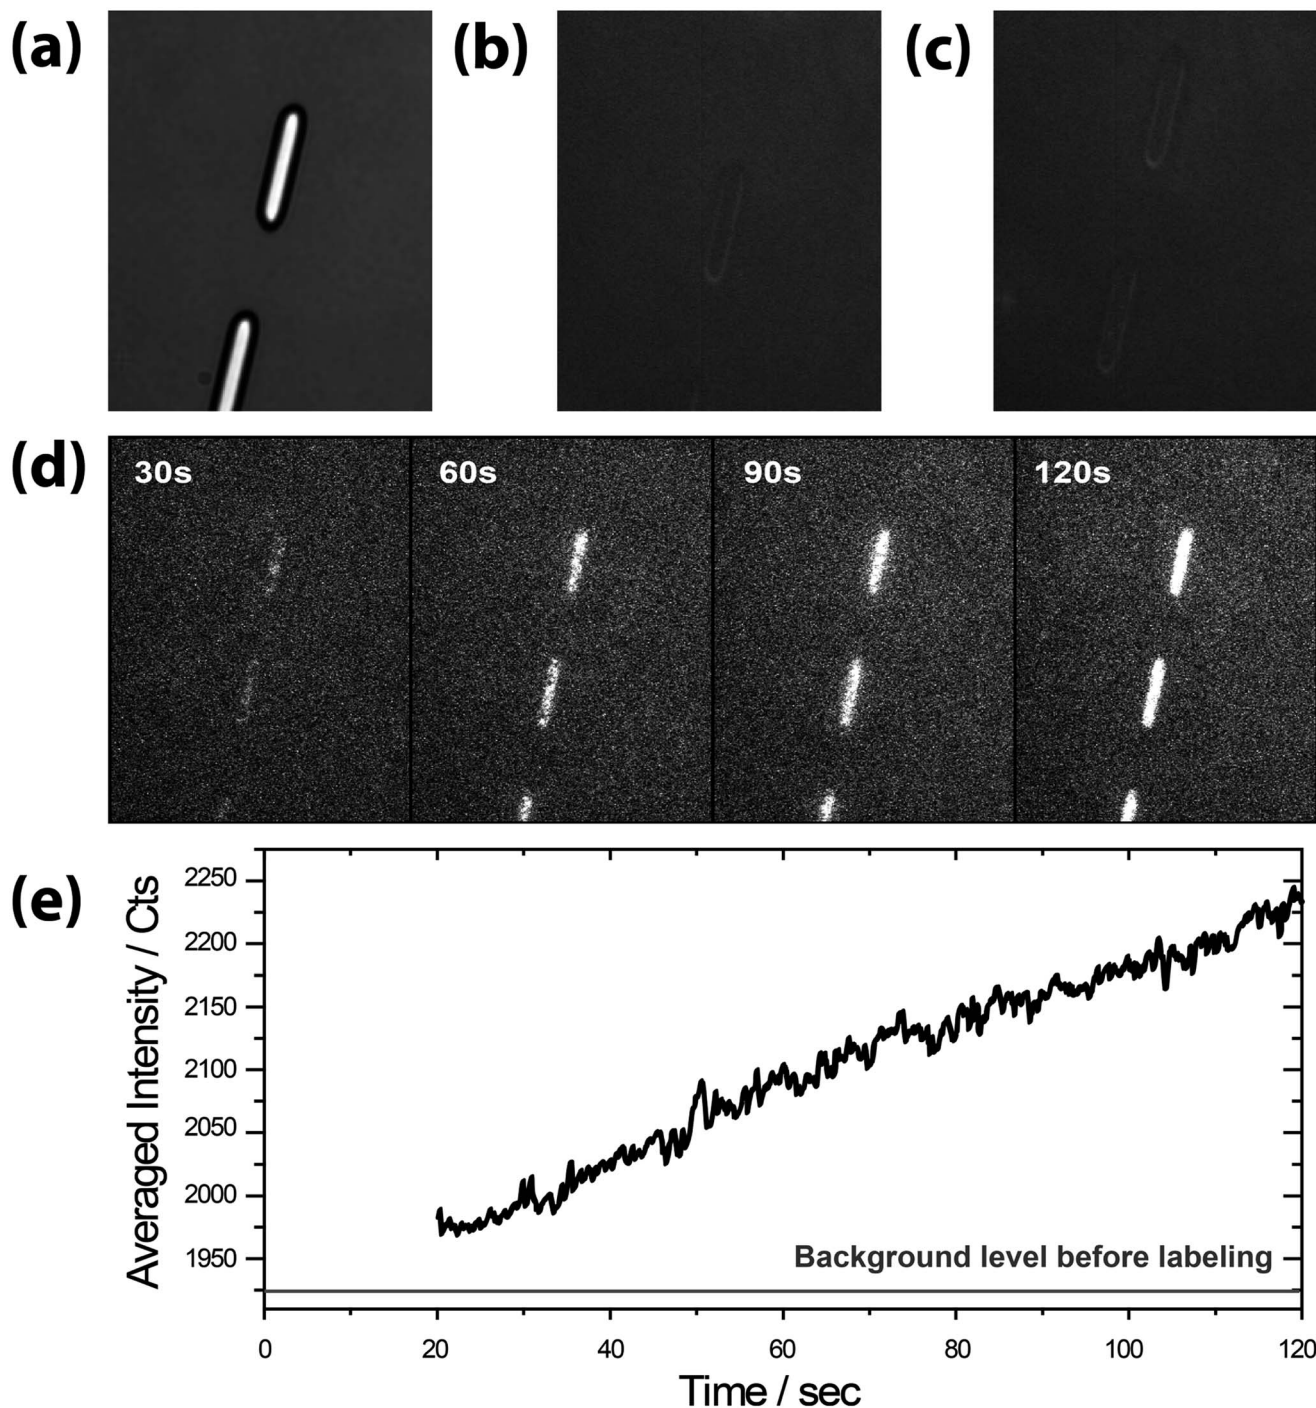 (a)
(b)
(c)
(d)
30s
60s
90s
120s
(e)
Averaged Intensity / Cts
2250
2200
2150
2100
2050
2000
1950
Background level before labeling
0
20
40
60
80
100
120
Time / sec